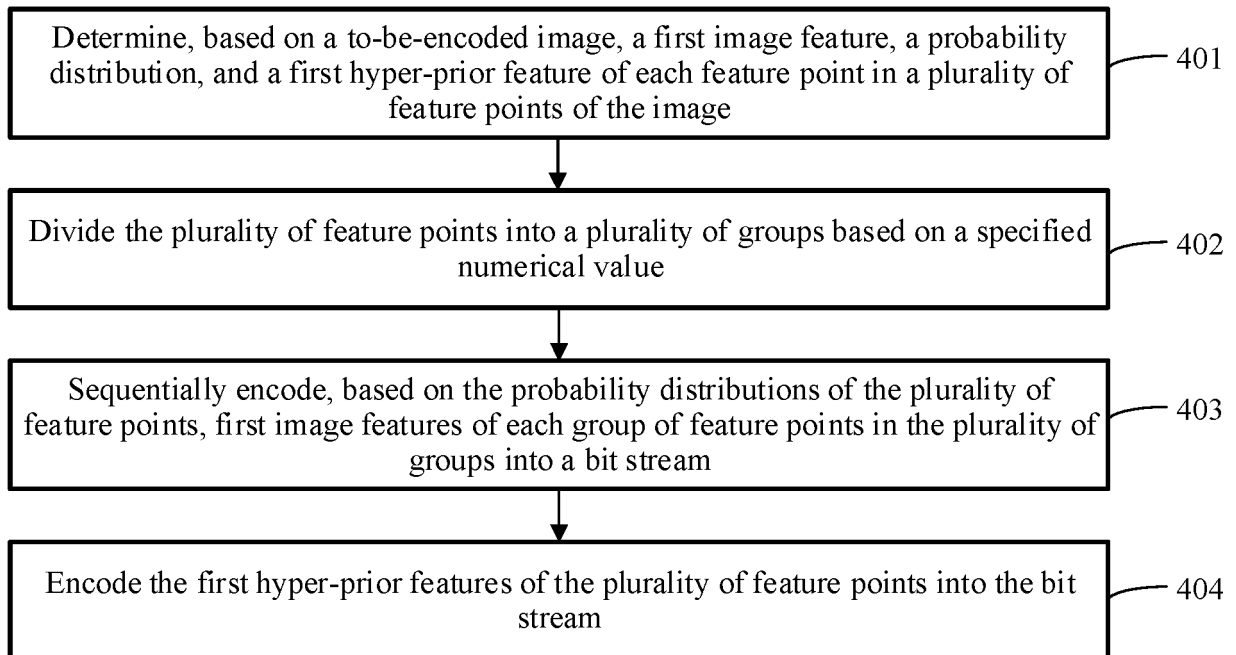 Determine, based on a to-be-encoded image, a first image feature, a probability
distribution, and a first hyper-prior feature of each feature point in a plurality of
feature points of the image
401
Divide the plurality of feature points into a plurality of groups based on a specified
numerical value
402
Sequentially encode, based on the probability distributions of the plurality of
feature points, first image features of each group of feature points in the plurality of
groups into a bit stream
403
Encode the first hyper-prior features of the plurality of feature points into the bit
stream
404